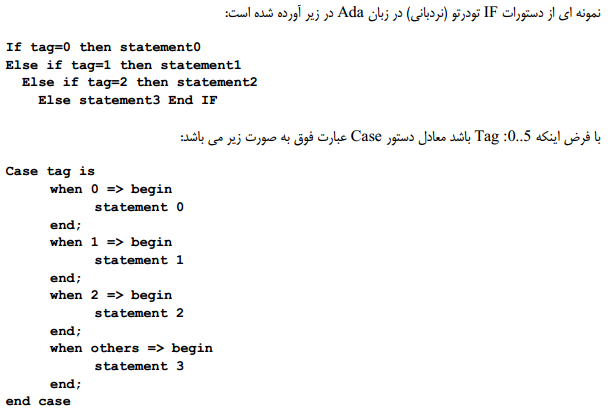 نمونه ای از دستورات IF تودرتو (نردبانی) در زبان Ada در زیر آورده شده است:
If tag=0 then statement0
Else if tag=1 then statement1
Else if tag=2 then statement2
Else statement3 End IF
با فرض اینکه Tag :0..5 باشد معادل دستور Case عبارت فوق به صورت زیر می باشد:
Case tag is
when 0 => begin
statement 0
end;
when 1 => begin
statement 1
end;
when 2 => begin
statement 2
end;
when others => begin
statement 3
end;
end case